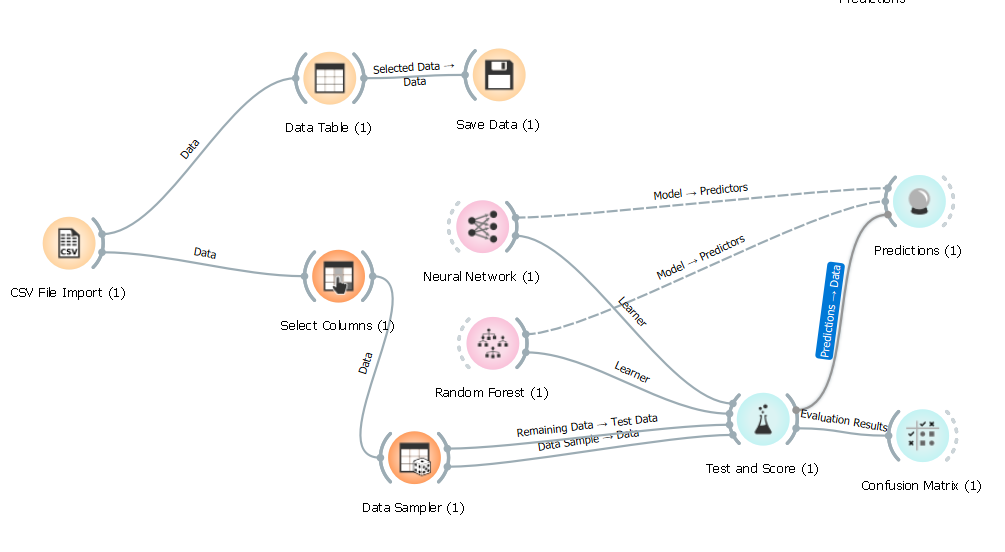 Predictions
Selected Data →
Data
Data Table (1)
Save Data (1)
Data
Model → Predictors
Predictions (1)
CSV
Data
Neural Network (1)
Model → Predictors
CSV File Import (1)
Select Columns (1)
Learner
Predictions → Data
Data
Learner
Random Forest (1)
Remaining Data → Test Data
Data Sample → Data
Evaluation Results
Test and Score (1)
Confusion Matrix (1)
Data Sampler (1)